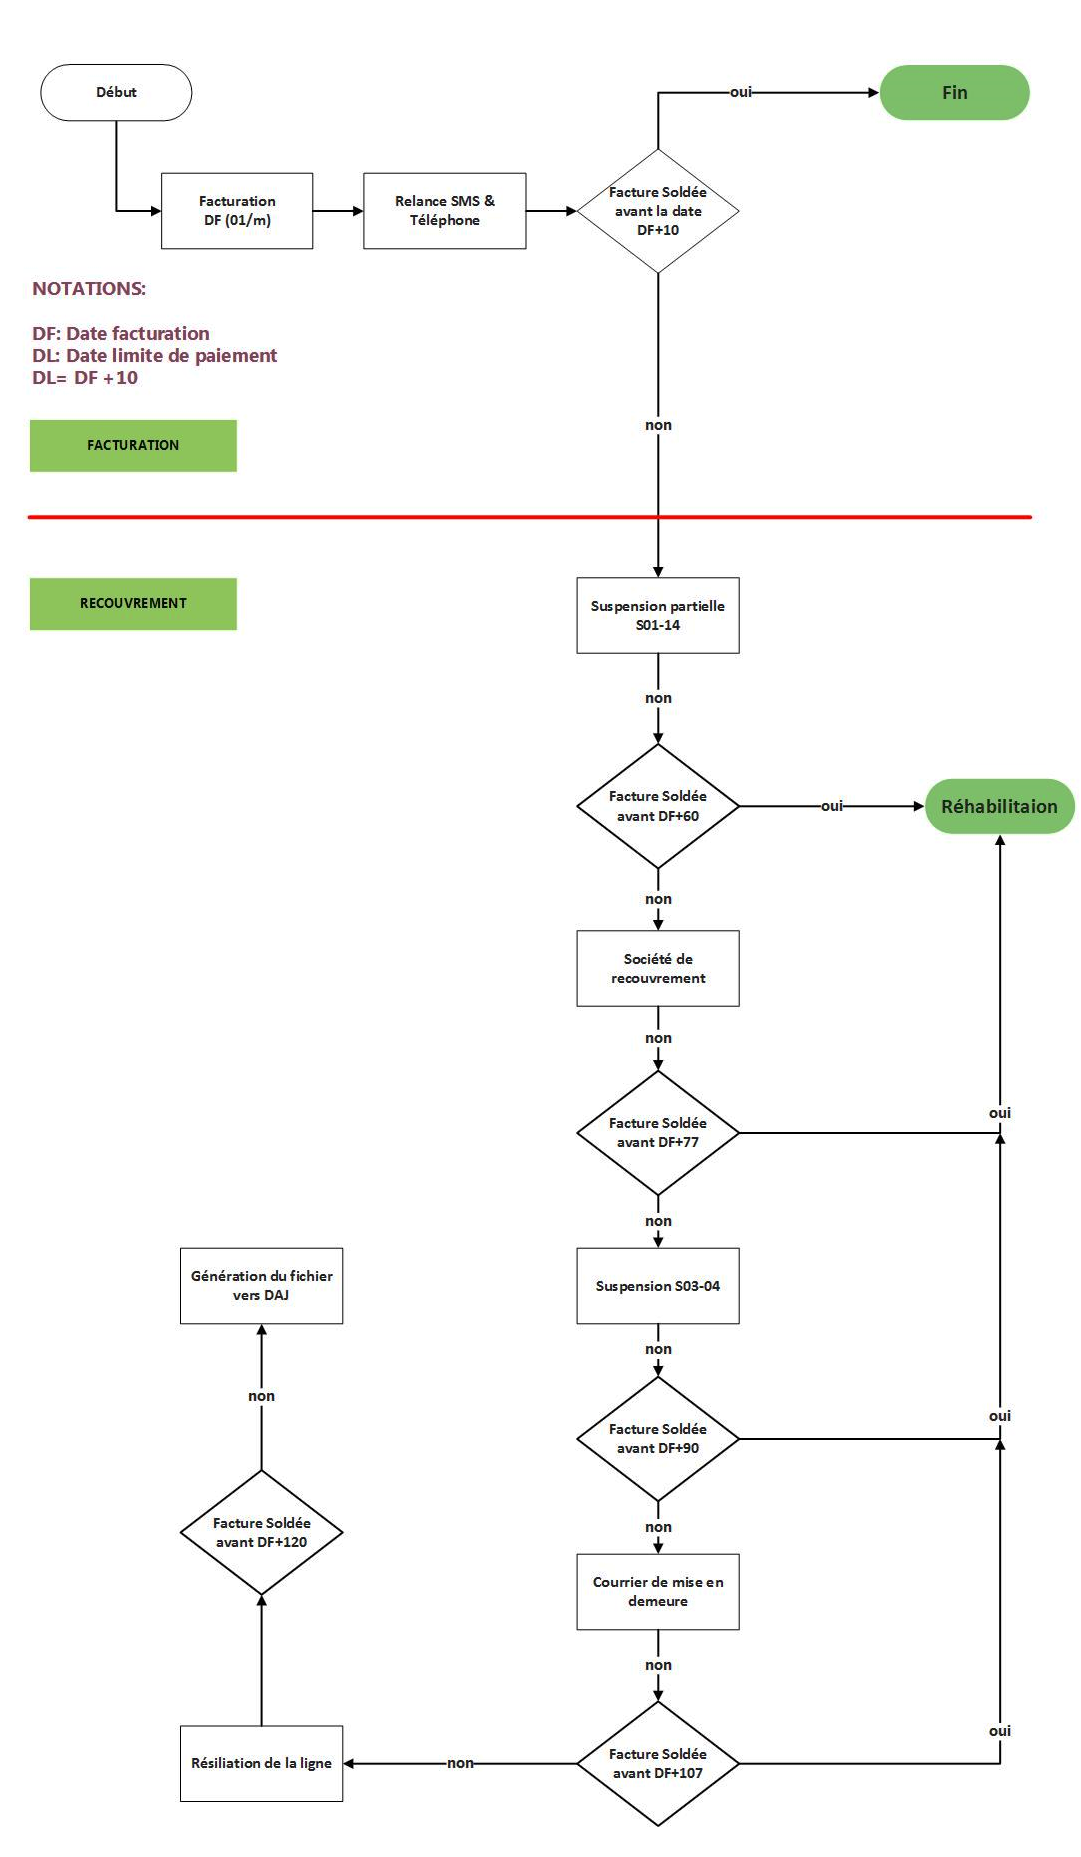 Début
oui
Fin
Facturation
DF (01/m)
Relance SMS &
Téléphone
Facture Soldée
avant la date
DF+10
NOTATIONS:
DF: Date facturation
DL: Date limite de paiement
DL= DF +10
non
FACTURATION
RECOUVREMENT
Suspension partielle
S01-14
non
Facture Soldée
avant DF+60
oui
Réhabilitaion
non
Société de
recouvrement
non
Facture Soldée
avant DF+77
oui
non
Génération du fichier
vers DAJ
Suspension S03-04
non
non
Facture Soldée
avant DF+90
oui
Facture Soldée
avant DF+120
non
Courrier de mise en
demeure
non
Résiliation de la ligne
non
Facture Soldée
avant DF+107
oui